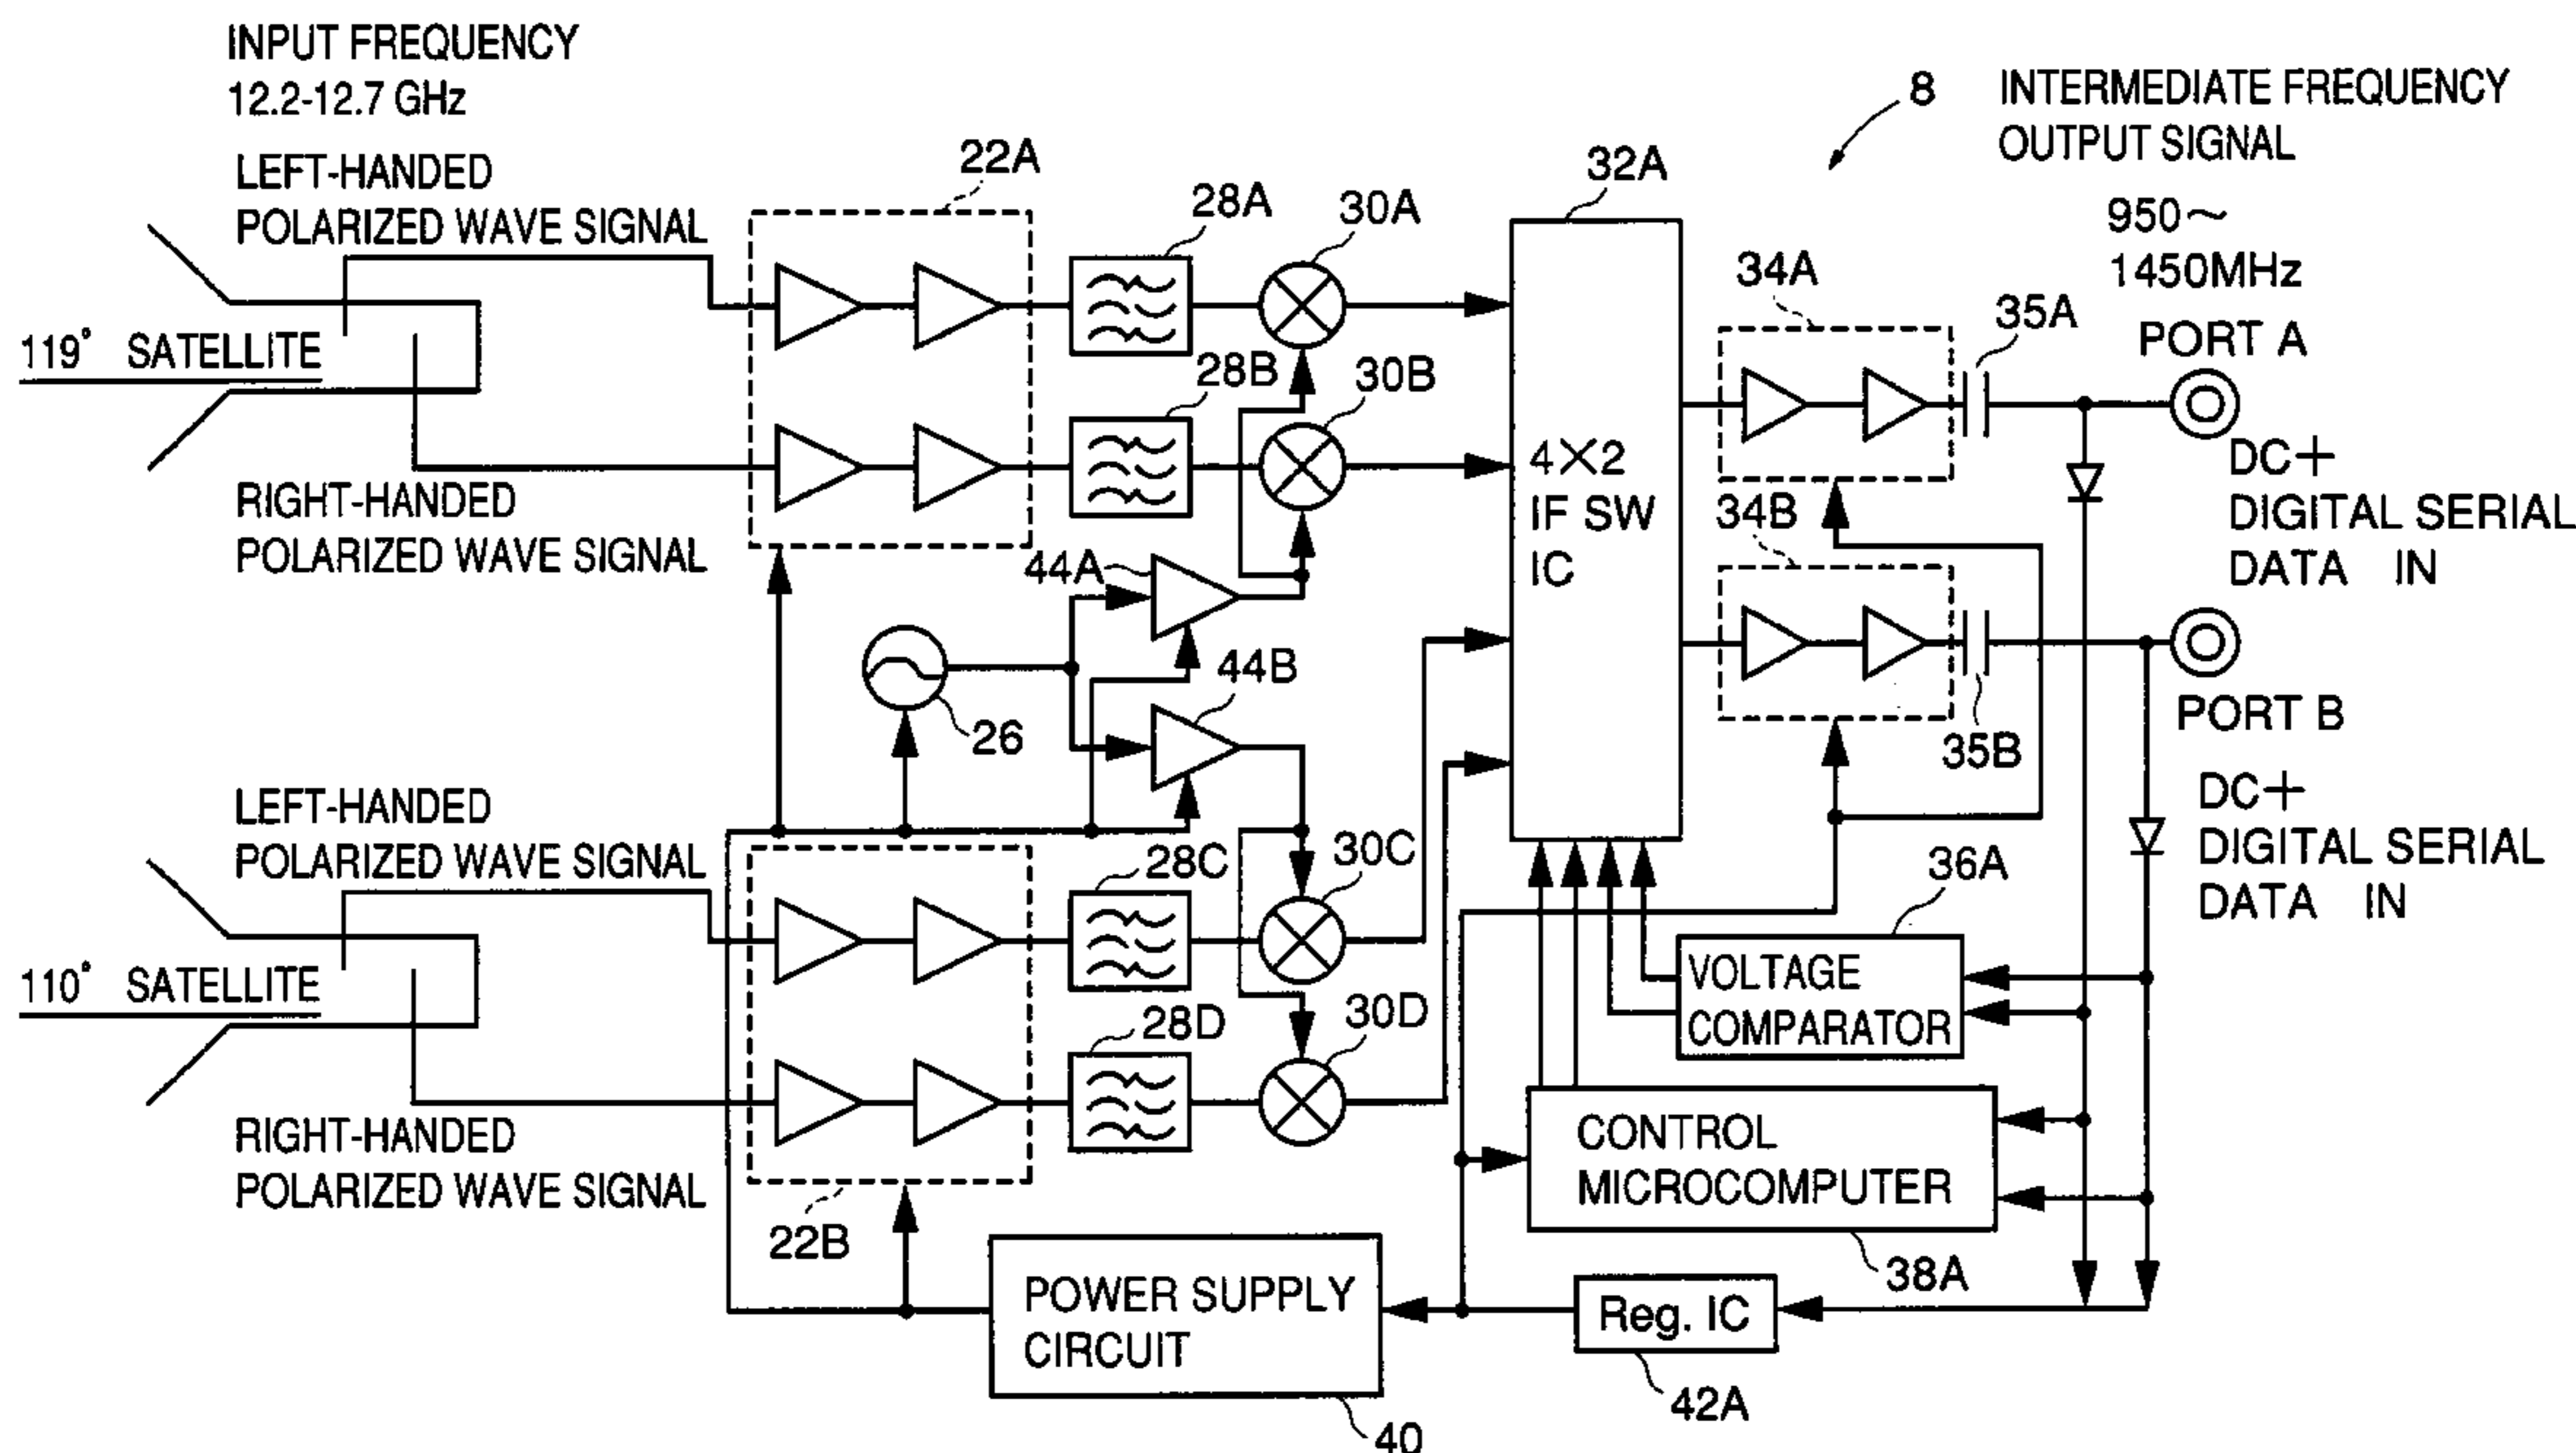 INPUT FREQUENCY
12.2-12.7 GHz
LEFT-HANDED
POLARIZED WAVE SIGNAL
119° SATELLITE
RIGHT-HANDED
POLARIZED WAVE SIGNAL
22A
28A
30A
28B
30B
44A
44B
26
32A
4×2
IF SW
IC
8
INTERMEDIATE FREQUENCY
OUTPUT SIGNAL
950～
1450MHz
34A
35A
PORT A
DC+
DIGITAL SERIAL
DATA IN
34B
35B
PORT B
DC+
DIGITAL SERIAL
DATA IN
LEFT-HANDED
POLARIZED WAVE SIGNAL
110° SATELLITE
RIGHT-HANDED
POLARIZED WAVE SIGNAL
22B
28C
30C
28D
30D
36A
VOLTAGE
COMPARATOR
CONTROL
MICROCOMPUTER
38A
POWER SUPPLY
CIRCUIT
40
Reg. IC
42A